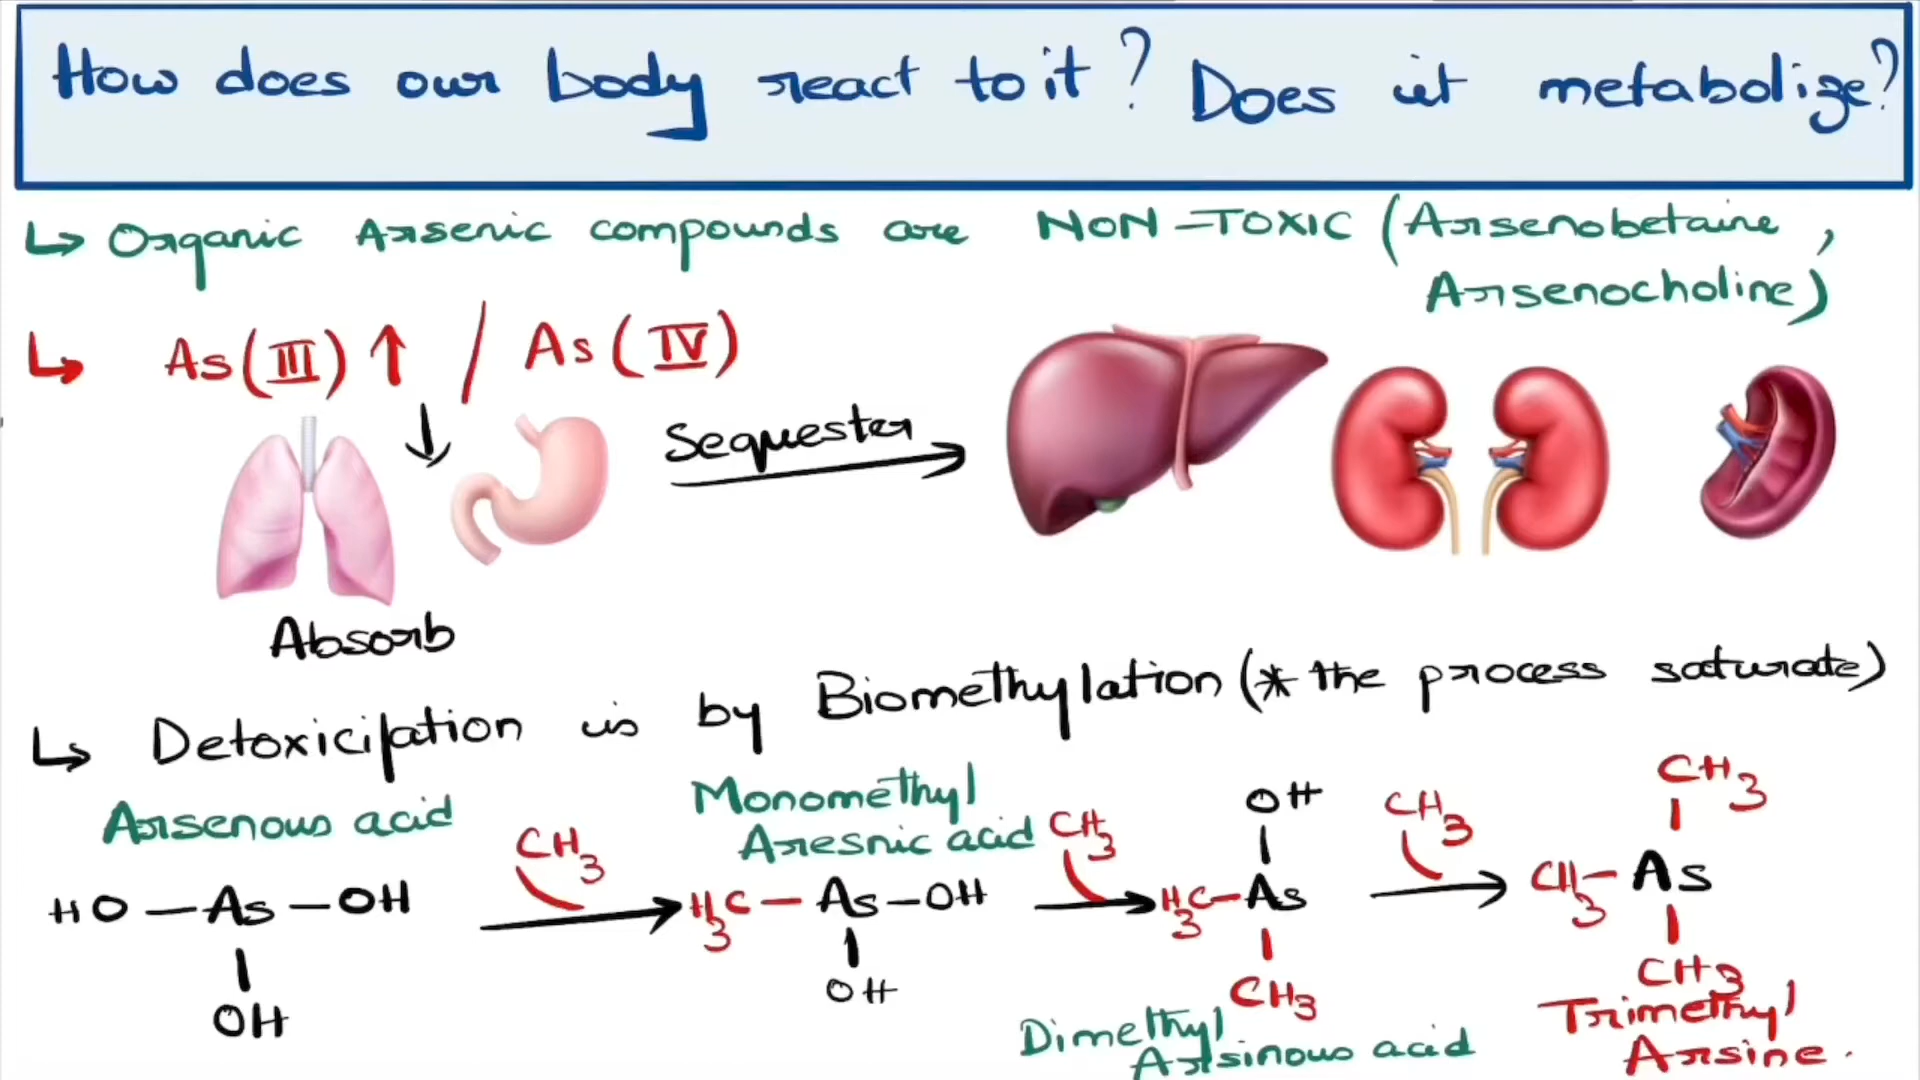 How does our body react to it? Does it metabolize?
↳ Organic Arsenic compounds are NON-TOXIC (Arsenobetaine,
Arsenocholine)
↳ As(III)↑ / As(IV)
Sequester
Absorb
↳ Detoxicifation is by Biomethylation (* the process saturate)
Arsenous acid
Monomethyl
Aresnic acid
CH3
CH3
CH3
HO—As—OH
OH
H3C—As—OH
OH
OH
H3C—As
CH3
Dimethyl
Arsinous acid
CH3
CH3—As
CH3
Trimethyl
Arsine.